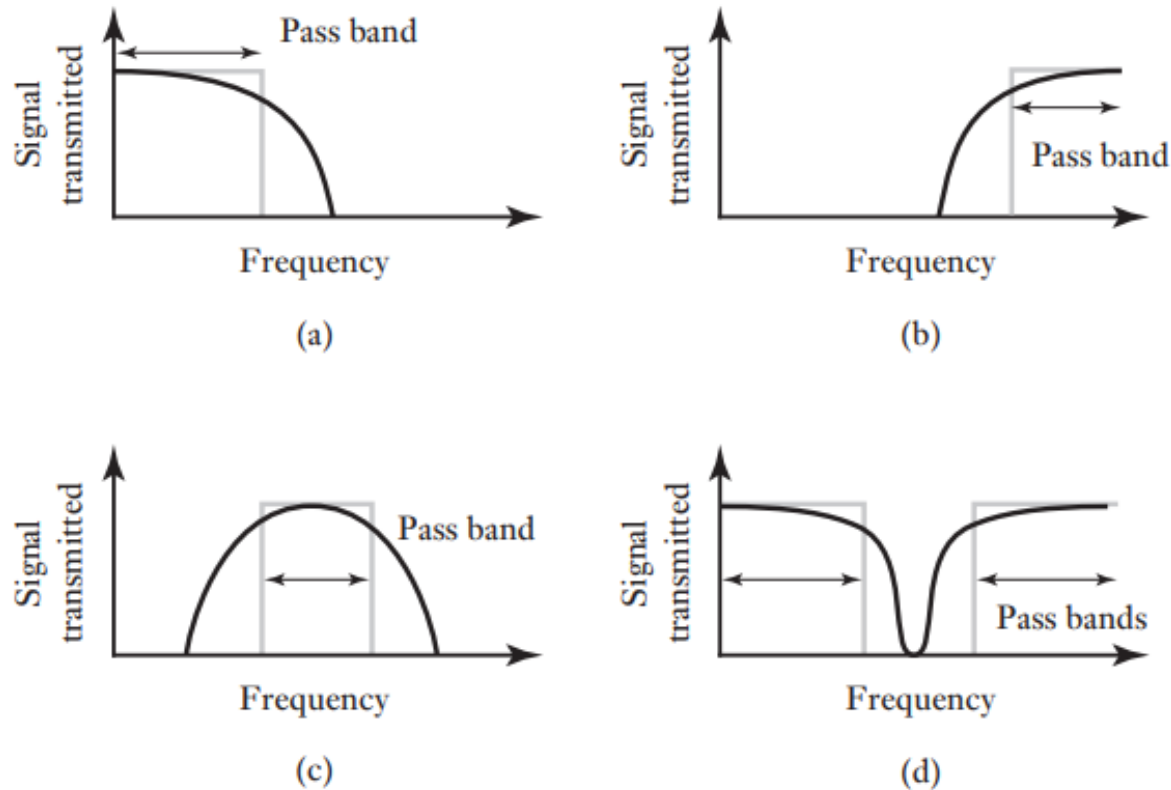 Pass band
Signal
transmitted
Frequency
(a)
Signal
transmitted
Pass band
Frequency
(b)
Signal
transmitted
Pass band
Frequency
(c)
Signal
transmitted
Pass bands
Frequency
(d)